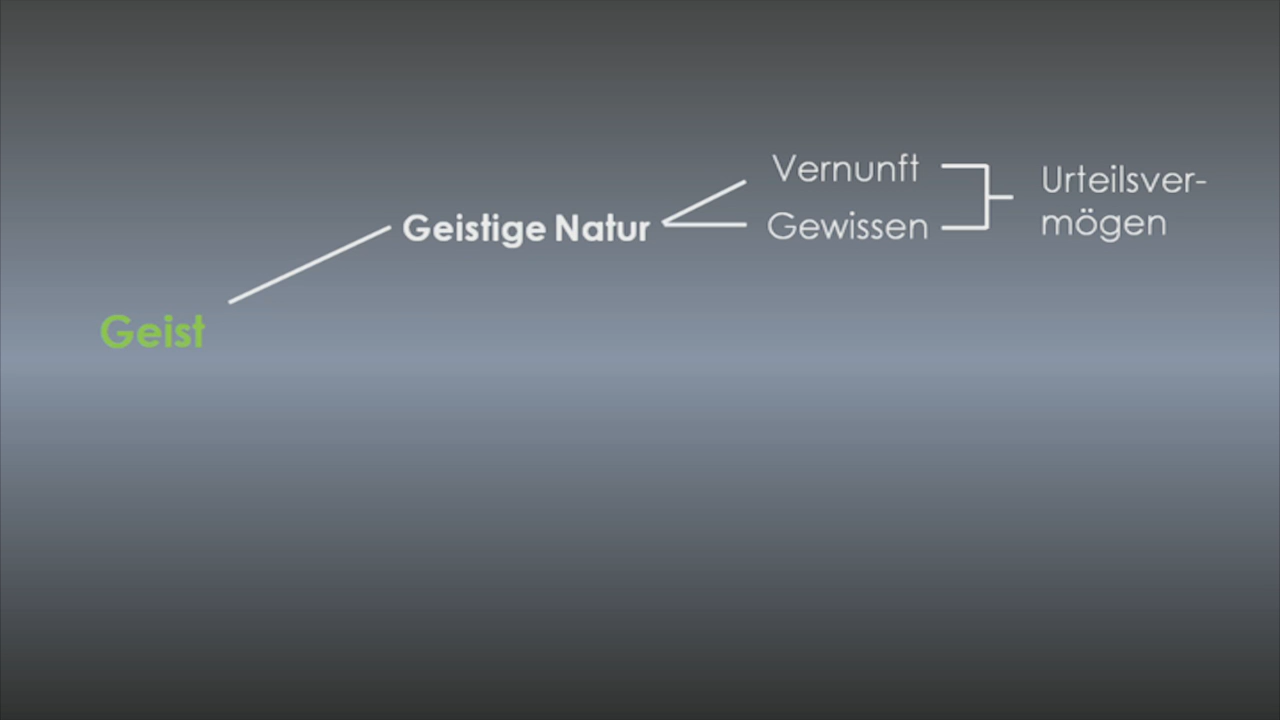 Vernunft
Urteilsver-
mögen
Geistige Natur
Gewissen
Geist